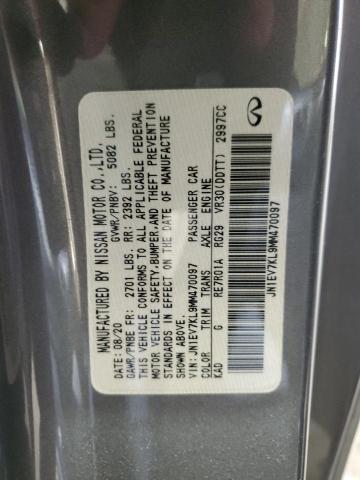 MANUFACTURED BY NISSAN MOTOR CO.,LTD.
DATE: 08/20 GVWR/PNBV: 5082 LBS.
GAWR/PNBE FR: 2701 LBS. RR: 2392 LBS.
THIS VEHICLE CONFORMS TO ALL APPLICABLE FEDERAL
MOTOR VEHICLE SAFETY,BUMPER,AND THEFT PREVENTION
STANDARDS IN EFFECT ON THE DATE OF MANUFACTURE
SHOWN ABOVE.
VIN: JN1EV7KL9MM470097 PASSENGER CAR
COLOR TRIM TRANS AXLE ENGINE
KAD G RE7R01A RG29 VR30(DDTT) 2997CC
JN1EV7KL9MM470097